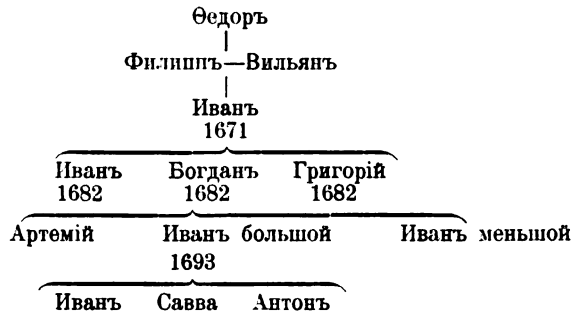 Ѳедоръ
Филиппъ—Вильянъ
Иванъ
1671
Иванъ Богданъ Григорій
1682 1682 1682
Артемій Иванъ большой Иванъ меньшой
1693
Иванъ Савва Антонъ